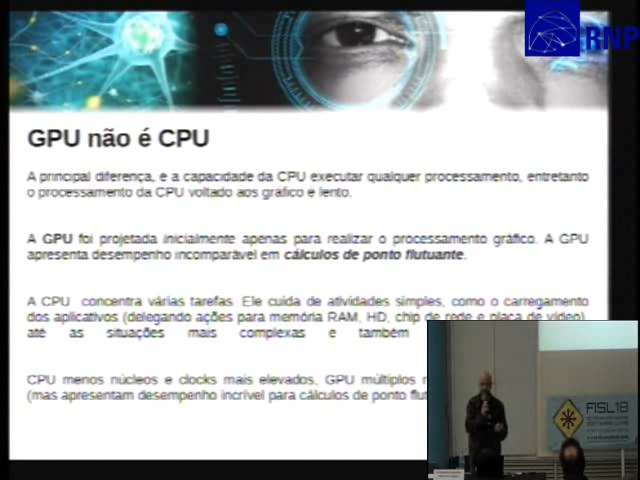 RNP
GPU não é CPU
A principal diferença, e a capacidade da CPU executar qualquer processamento, entretanto
o processamento da CPU voltado aos gráfico e lento.
A GPU foi projetada inicialmente apenas para realizar o processamento gráfico. A GPU
apresenta desempenho incomparável em cálculos de ponto flutuante.
A CPU concentra várias tarefas. Ele cuida de atividades simples, como o carregamento
dos aplicativos (delegando ações para memória RAM, HD, chip de rede e placa de vídeo),
até as situações mais complexas e também
CPU menos núcleos e clocks mais elevados, GPU múltiplos
(mas apresentam desempenho incrível para cálculos de ponto
FISL18